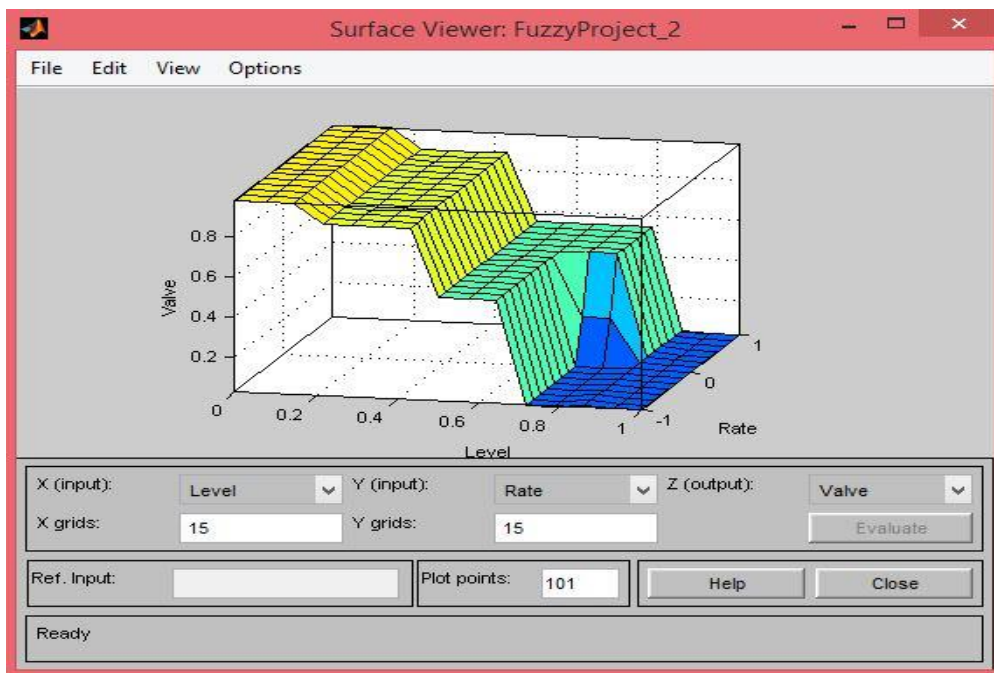 Surface Viewer: FuzzyProject_2
File Edit View Options
0.8
0.6
0.4
0.2
Valve
0 0.2 0.4 0.6 0.8 1
Level
-1 0 1
Rate
X (input): Level Y (input): Rate Z (output): Valve
X grids: 15 Y grids: 15 Evaluate
Ref. Input: Plot points: 101 Help Close
Ready